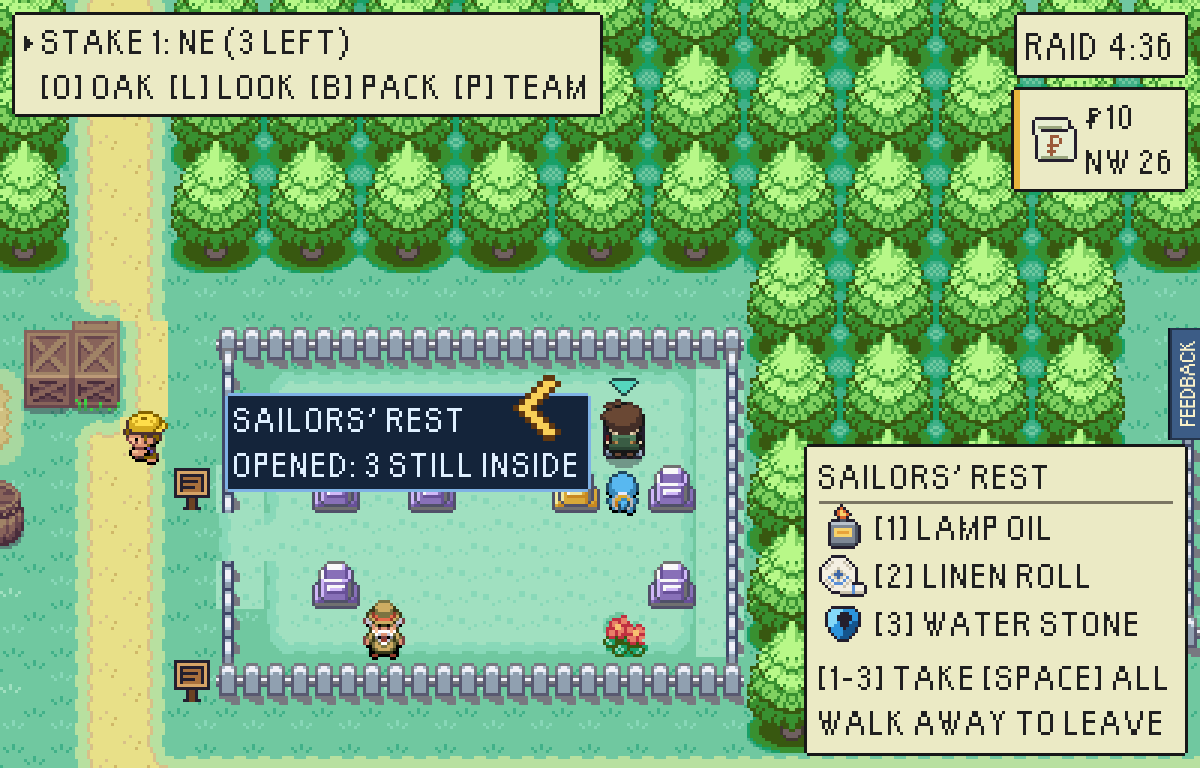 ▸STAKE 1: NE (3 LEFT)
[O] OAK [L] LOOK [B] PACK [P] TEAM
RAID 4:36
₽10
NW 26
FEEDBACK
SAILORS' REST
OPENED: 3 STILL INSIDE
SAILORS' REST
[1] LAMP OIL
[2] LINEN ROLL
[3] WATER STONE
[1-3] TAKE [SPACE] ALL
WALK AWAY TO LEAVE